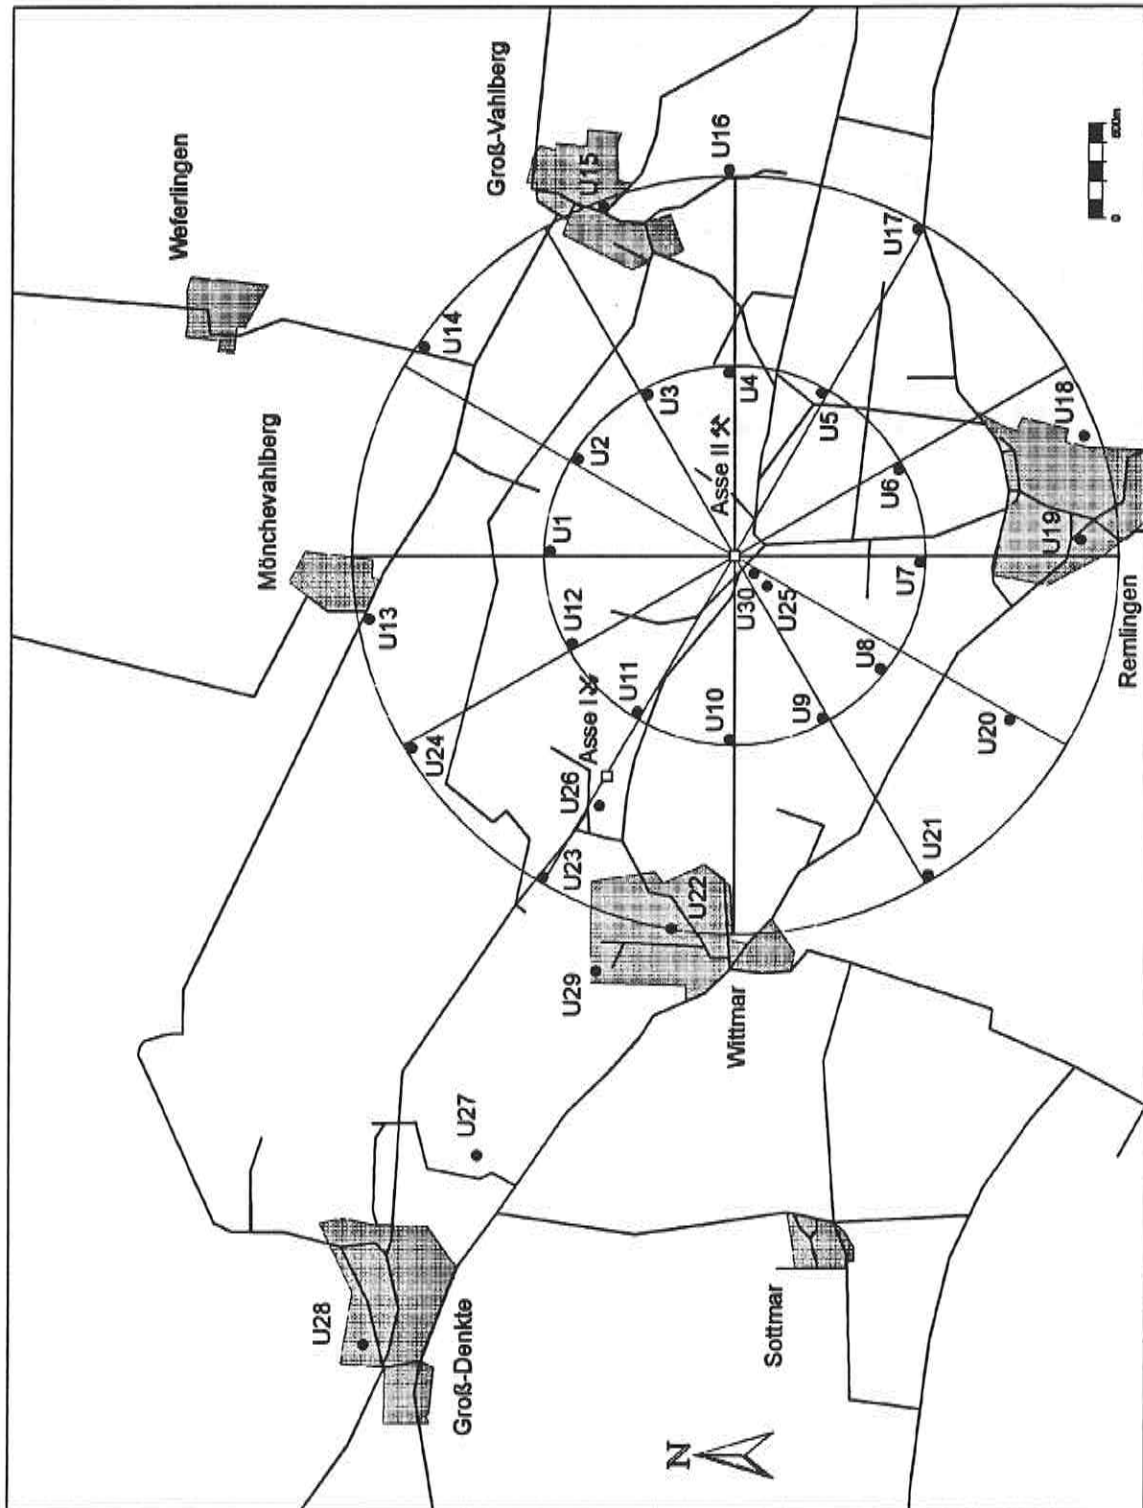 Weferlingen
Groß-Vahlberg
Mönchevahlberg
U14
U15
U16
U13
U24
U2
U3
U1
U4
U12
Asse II
U5
U17
U11
Asse I
U30
U25
U6
U18
U10
U7
U19
U26
U9
U8
U23
U22
U29
U20
U21
Remlingen
Wittmar
U27
U28
Groß-Denkte
Sottmar
N
0